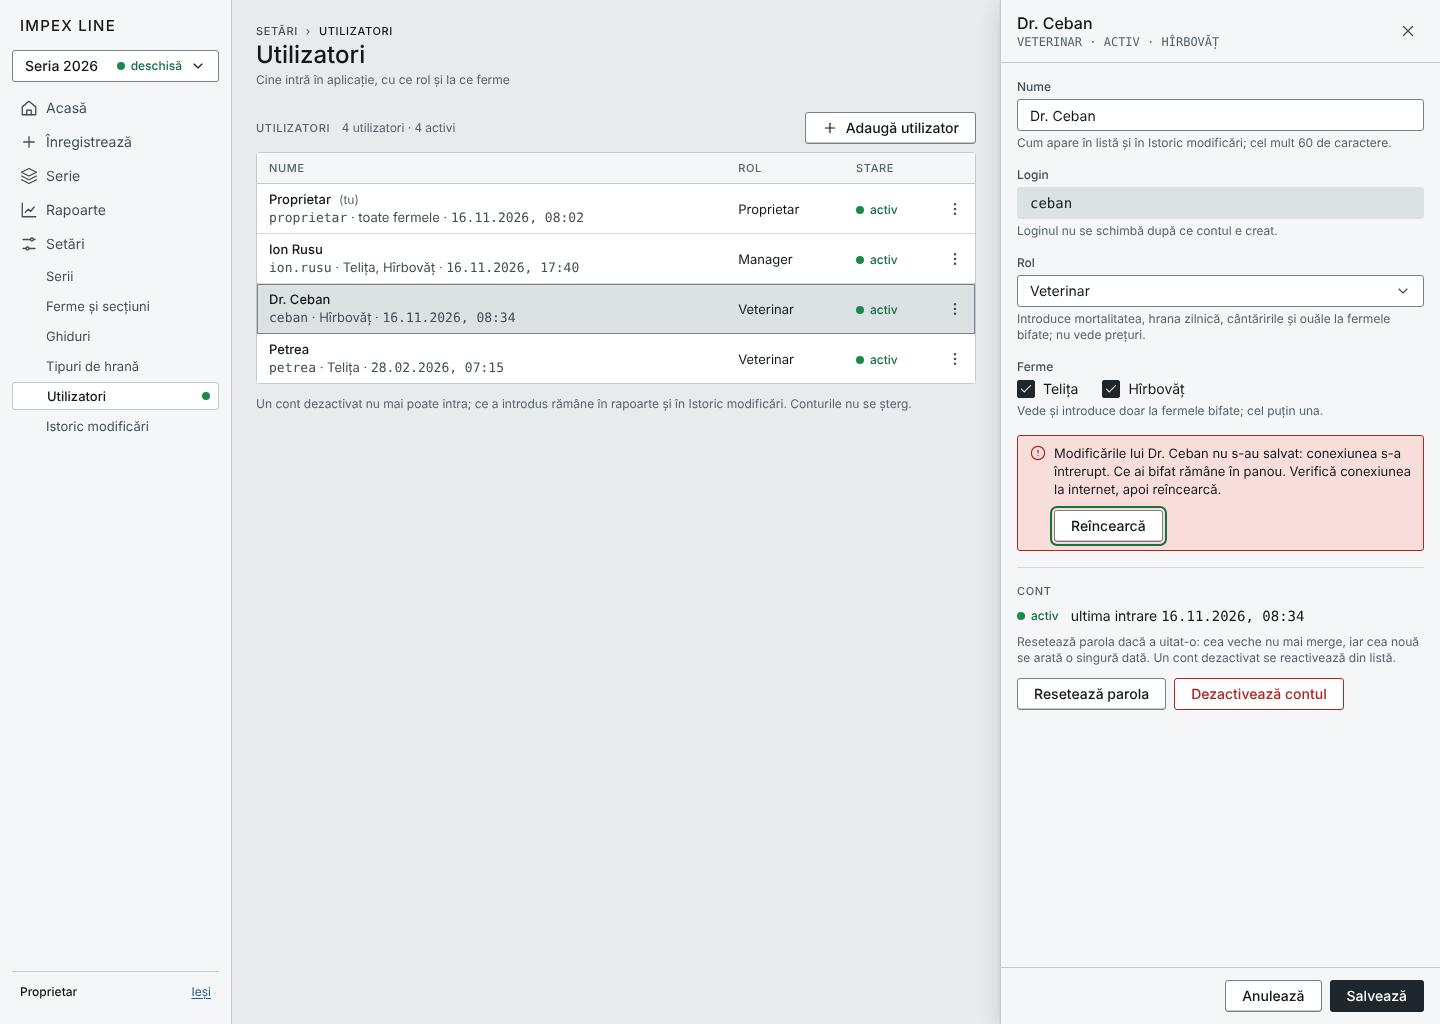 IMPEX LINE
Seria 2026 deschisă
Acasă
Înregistrează
Serie
Rapoarte
Setări
Serii
Ferme și secțiuni
Ghiduri
Tipuri de hrană
Utilizatori
Istoric modificări
Proprietar Ieși
SETĂRI › UTILIZATORI
Utilizatori
Cine intră în aplicație, cu ce rol și la ce ferme
UTILIZATORI 4 utilizatori · 4 activi
Adaugă utilizator
NUME ROL STARE
Proprietar (tu)
proprietar · toate fermele · 16.11.2026, 08:02
Proprietar activ
Ion Rusu
ion.rusu · Telița, Hîrbovăț · 16.11.2026, 17:40
Manager activ
Dr. Ceban
ceban · Hîrbovăț · 16.11.2026, 08:34
Veterinar activ
Petrea
petrea · Telița · 28.02.2026, 07:15
Veterinar activ
Un cont dezactivat nu mai poate intra; ce a introdus rămâne în rapoarte și în Istoric modificări. Conturile nu se șterg.
Dr. Ceban
VETERINAR · ACTIV · HÎRBOVĂȚ
Nume
Dr. Ceban
Cum apare în listă și în Istoric modificări; cel mult 60 de caractere.
Login
ceban
Loginul nu se schimbă după ce contul e creat.
Rol
Veterinar
Introduce mortalitatea, hrana zilnică, cântăririle și ouăle la fermele
bifate; nu vede prețuri.
Ferme
Telița Hîrbovăț
Vede și introduce doar la fermele bifate; cel puțin una.
Modificările lui Dr. Ceban nu s-au salvat: conexiunea s-a
întrerupt. Ce ai bifat rămâne în panou. Verifică conexiunea
la internet, apoi reîncearcă.
Reîncearcă
CONT
activ ultima intrare 16.11.2026, 08:34
Resetează parola dacă a uitat-o: cea veche nu mai merge, iar cea nouă
se arată o singură dată. Un cont dezactivat se reactivează din listă.
Resetează parola Dezactivează contul
Anulează Salvează